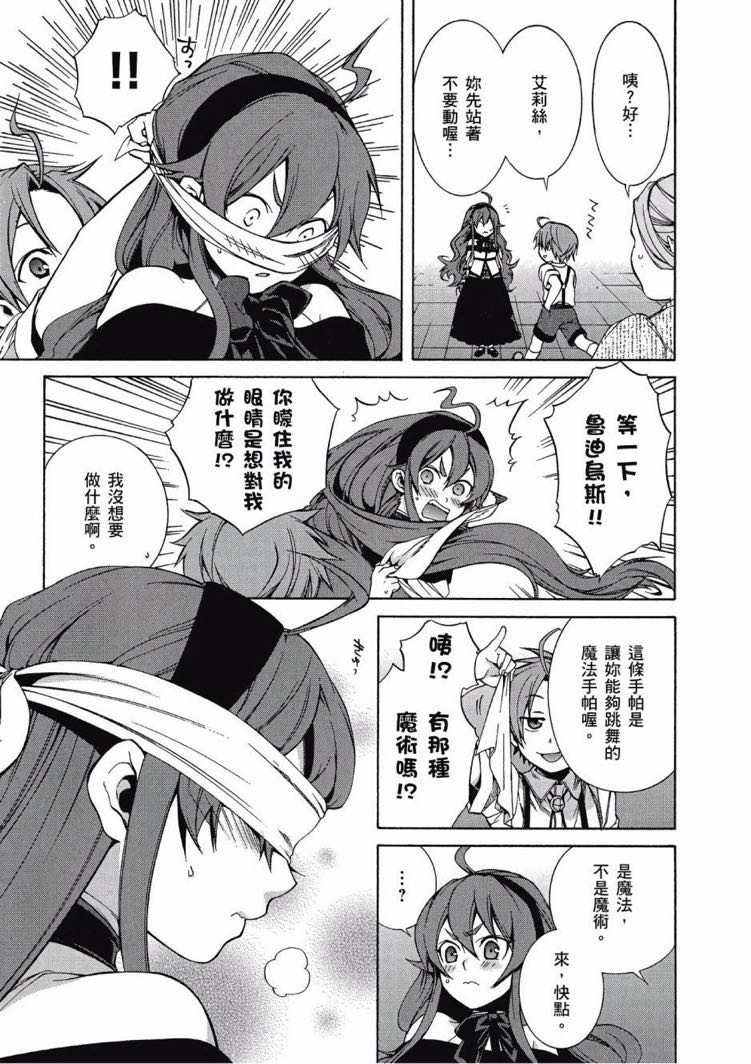 咦？好…
艾莉絲，
妳先站著
不要動喔…
!!
等一下，
魯迪烏斯!!
你矇住我的
眼睛是想對我
做什麼!?
我沒想要
做什麼啊。
這條手帕是
讓妳能夠跳舞的
魔法手帕喔。
咦!?
有那種
魔術嗎!?
是魔法，
不是魔術。
來，快點。
…？